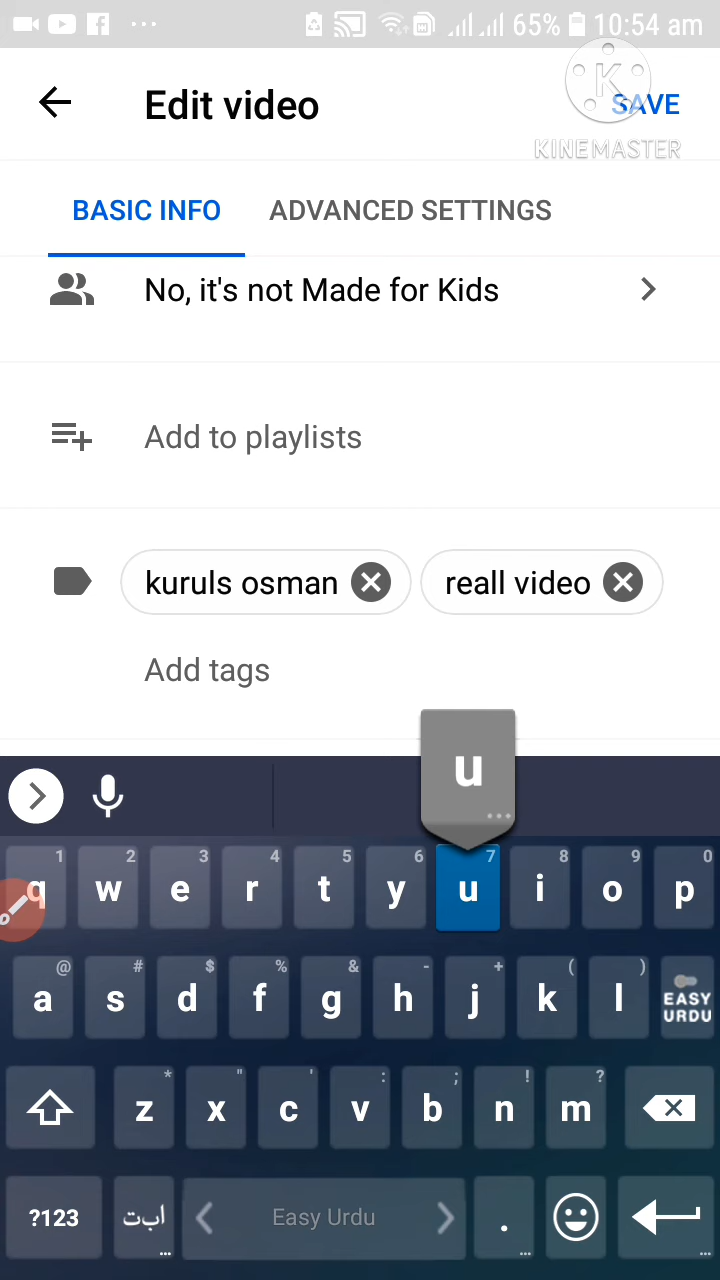 65% 10:54 am
Edit video
SAVE
K
KINEMASTER
BASIC INFO ADVANCED SETTINGS
No, it's not Made for Kids
Add to playlists
kuruls osman reall video
Add tags
u
1 2 3 4 5 6 7 8 9 0
q w e r t y u i o p
@ # $ % & - + ( )
a s d f g h j k l EASY URDU
* " ' : ; ! ?
z x c v b n m
?123 ابت Easy Urdu .